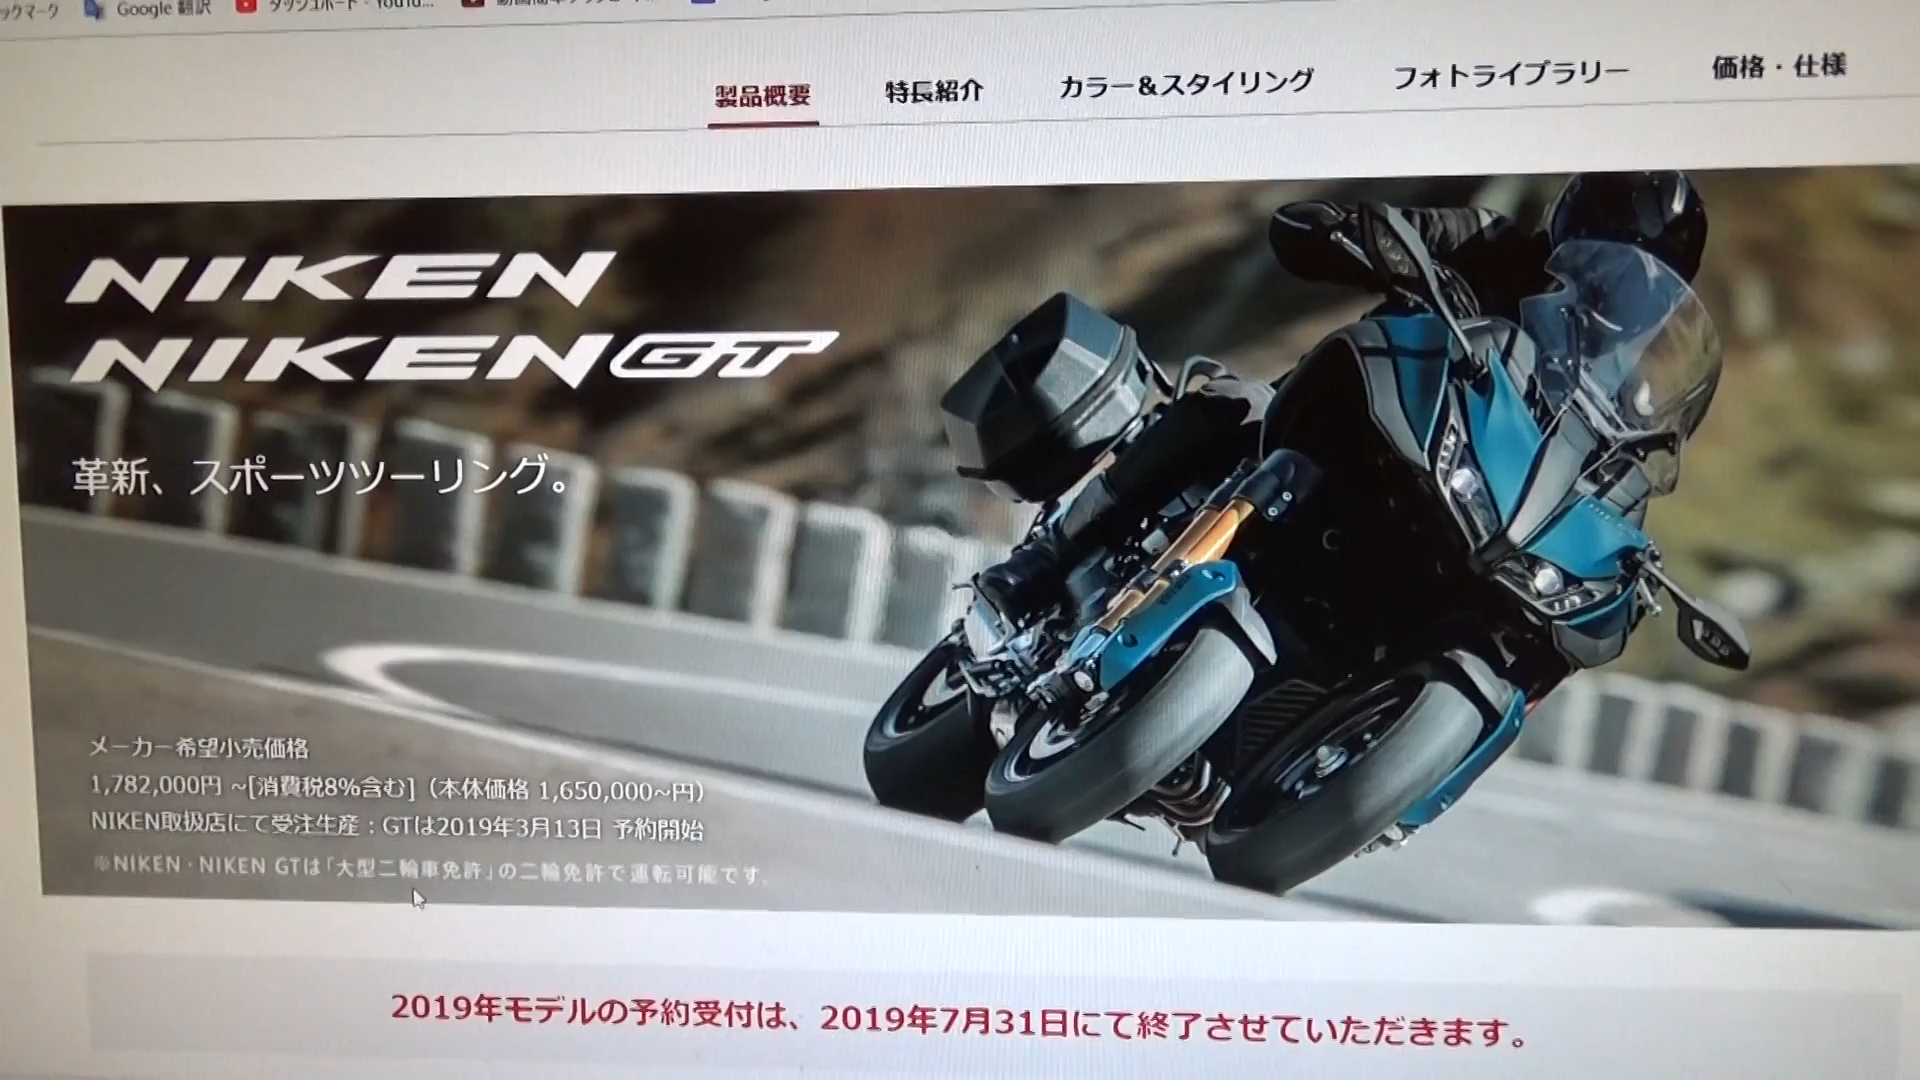 Google 翻訳
製品概要
特長紹介
カラー&スタイリング
フォトライブラリー
価格・仕様
NIKEN
NIKEN GT
革新、スポーツツーリング。
メーカー希望小売価格
1,782,000円 ~[消費税8%含む]（本体価格 1,650,000~円）
NIKEN取扱店にて受注生産：GTは2019年3月13日 予約開始
※NIKEN・NIKEN GTは「大型二輪車免許」の二輪免許で運転可能です。
2019年モデルの予約受付は、2019年7月31日にて終了させていただきます。